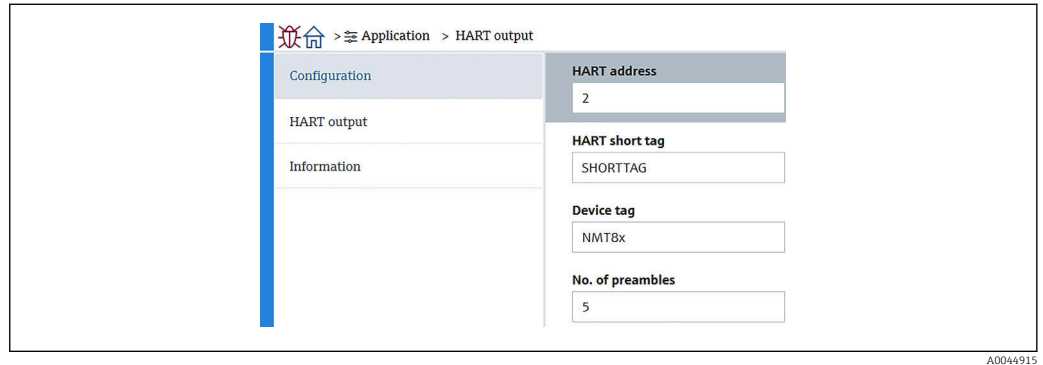 > Application > HART output
Configuration
HART output
Information
HART address
2
HART short tag
SHORTTAG
Device tag
NMT8x
No. of preambles
5
A0044915